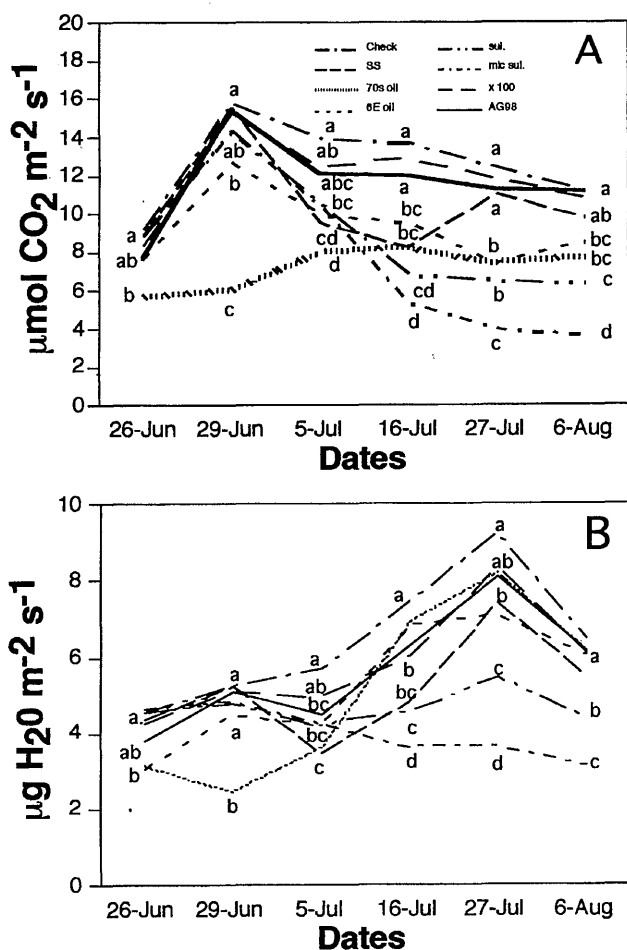 A
Check
sul.
SS
mic sul.
70s oil
x 100
6E oil
AG98
20
18
16
14
12
10
8
6
4
2
0
µmol CO2 m-2 s-1
a
ab
b
a
ab
b
c
a
ab
abc
bc
cd
d
a
a
bc
bc
cd
d
a
a
b
b
c
a
ab
bc
bc
c
d
26-Jun 29-Jun 5-Jul 16-Jul 27-Jul 6-Aug
Dates
B
10
8
6
4
2
0
µg H20 m-2 s-1
a
ab
b
a
a
b
a
ab
bc
bc
c
a
b
bc
c
d
a
ab
b
c
d
a
b
c
26-Jun 29-Jun 5-Jul 16-Jul 27-Jul 6-Aug
Dates